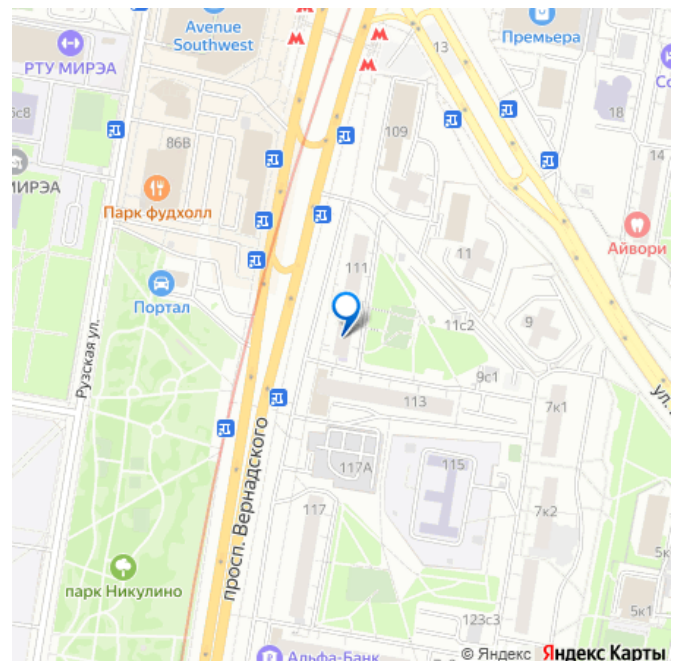 Avenue
Southwest
М
М
М
М
13
Премьера
РТУ МИРЭА
6с8
86В
109
18
14
МИРЭА
Парк фудхолл
Айвори
111
11
Портал
11с2
9
Рузская ул.
9с1
113
7к1
ул.
просп. Вернадского
117А
115
117
7к2
парк Никулино
123с3
5к1
Альфа-Банк
© Яндекс Яндекс Карты